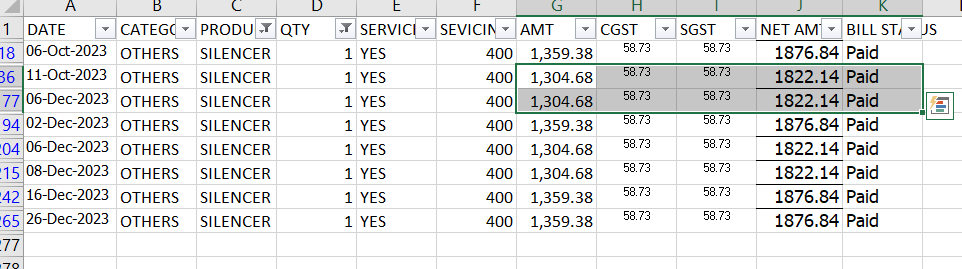 A B C D E F G H I J K
1 DATE CATEGC PRODU QTY SERVICI SEVICIN AMT CGST SGST NET AMT BILL STATUS
18 06-Oct-2023 OTHERS SILENCER 1 YES 400 1,359.38 58.73 58.73 1876.84 Paid
36 11-Oct-2023 OTHERS SILENCER 1 YES 400 1,304.68 58.73 58.73 1822.14 Paid
77 06-Dec-2023 OTHERS SILENCER 1 YES 400 1,304.68 58.73 58.73 1822.14 Paid
94 02-Dec-2023 OTHERS SILENCER 1 YES 400 1,359.38 58.73 58.73 1876.84 Paid
204 06-Dec-2023 OTHERS SILENCER 1 YES 400 1,304.68 58.73 58.73 1822.14 Paid
215 08-Dec-2023 OTHERS SILENCER 1 YES 400 1,304.68 58.73 58.73 1822.14 Paid
242 16-Dec-2023 OTHERS SILENCER 1 YES 400 1,359.38 58.73 58.73 1876.84 Paid
265 26-Dec-2023 OTHERS SILENCER 1 YES 400 1,359.38 58.73 58.73 1876.84 Paid
277
278